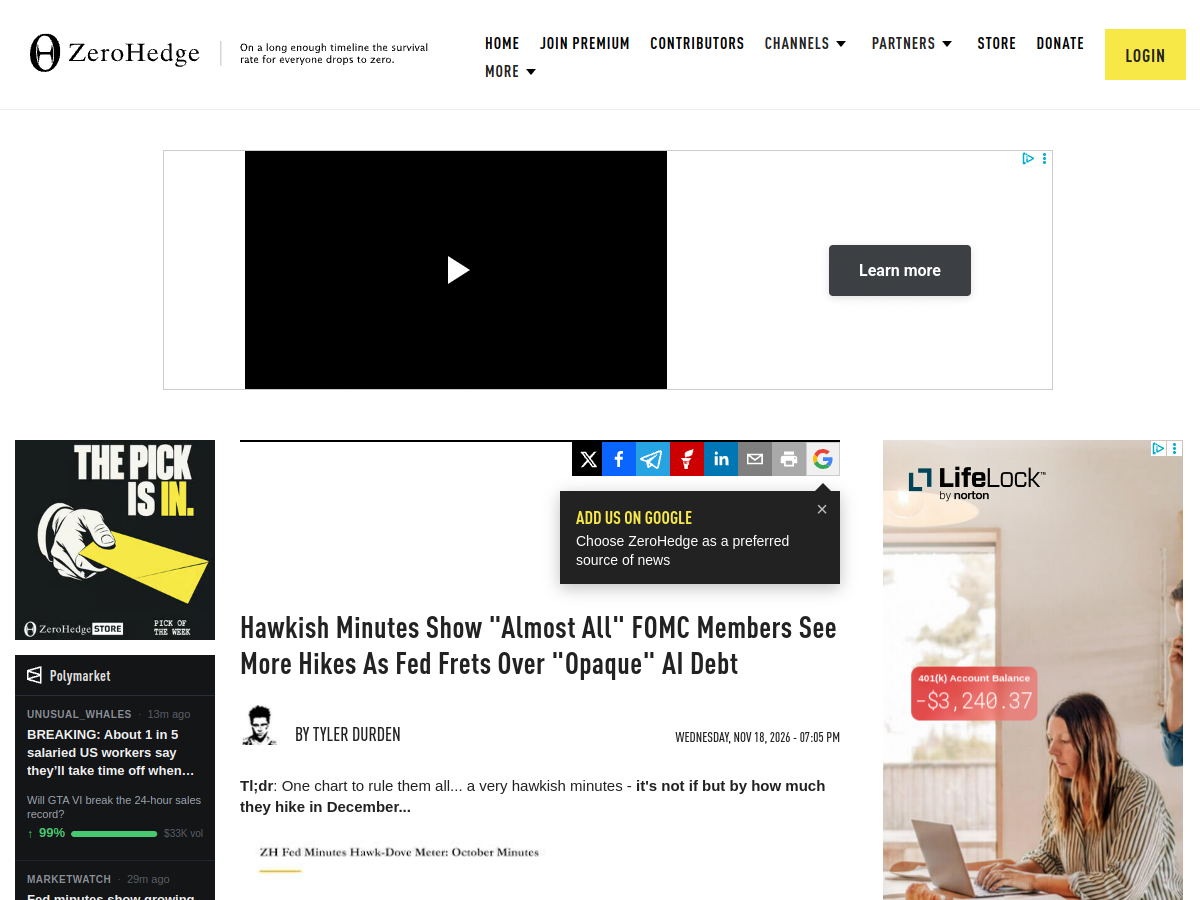 ZeroHedge
On a long enough timeline the survival
rate for everyone drops to zero.
HOME JOIN PREMIUM CONTRIBUTORS CHANNELS PARTNERS STORE DONATE
MORE
LOGIN
Learn more
THE PICK
IS IN.
ZeroHedge STORE
PICK OF
THE WEEK
Polymarket
UNUSUAL_WHALES · 13m ago
BREAKING: About 1 in 5
salaried US workers say
they’ll take time off when...
Will GTA VI break the 24-hour sales
record?
↑ 99% $33K vol
MARKETWATCH · 29m ago
Fed minutes show growing
ADD US ON GOOGLE
×
Choose ZeroHedge as a preferred
source of news
Hawkish Minutes Show "Almost All" FOMC Members See
More Hikes As Fed Frets Over "Opaque" AI Debt
BY TYLER DURDEN
WEDNESDAY, NOV 18, 2026 - 07:05 PM
Tl;dr: One chart to rule them all... a very hawkish minutes - it's not if but by how much
they hike in December...
ZH Fed Minutes Hawk-Dove Meter: October Minutes
LifeLock™
by norton
401(k) Account Balance
-$3,240.37